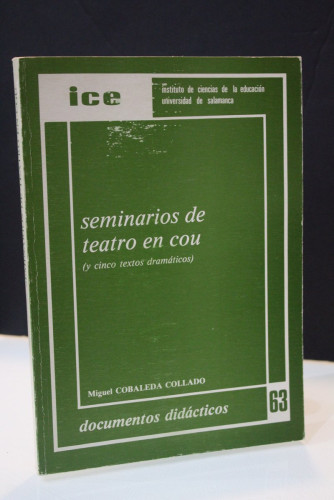 ice
instituto de ciencias de la educación
universidad de salamanca
seminarios de
teatro en cou
(y cinco textos dramáticos)
Miguel COBALEDA COLLADO
documentos didácticos
63